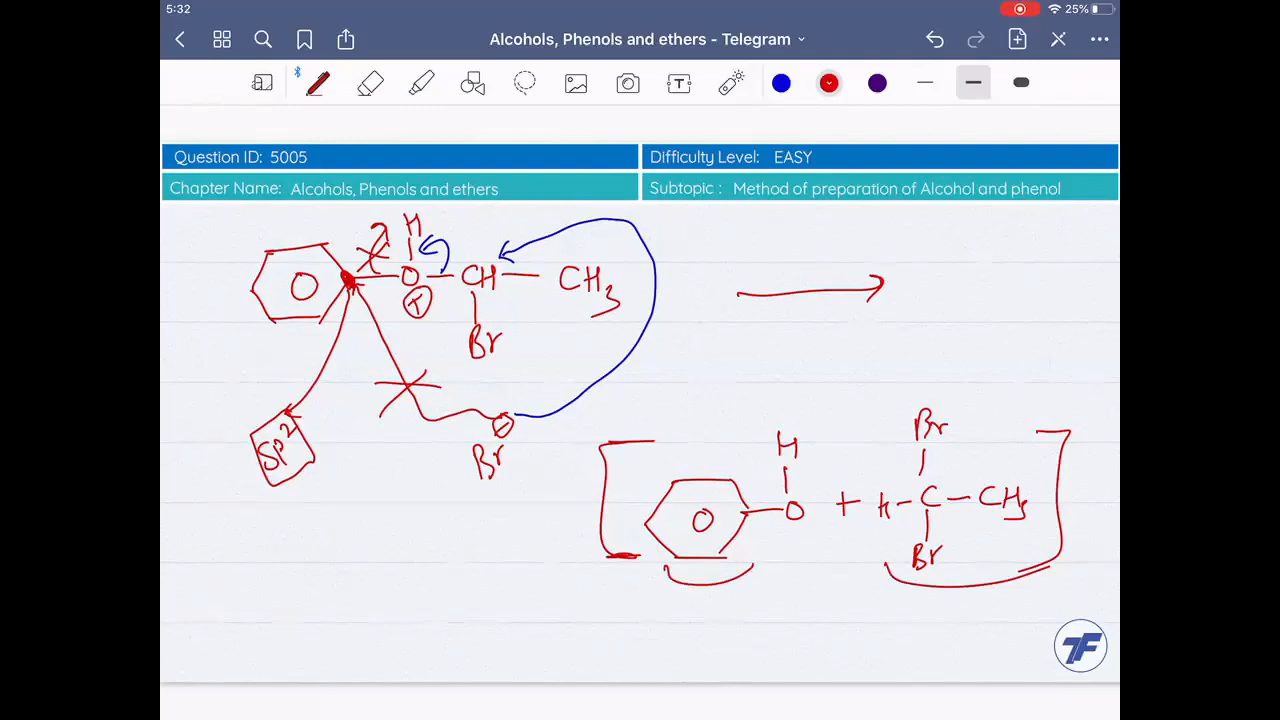 5:32
25%
Alcohols, Phenols and ethers - Telegram
T
Question ID: 5005
Difficulty Level: EASY
Chapter Name: Alcohols, Phenols and ethers
Subtopic : Method of preparation of Alcohol and phenol
H
O O CH CH3
+
Br
SP2
Br
Br
H
O O + H C CH3
Br
TF